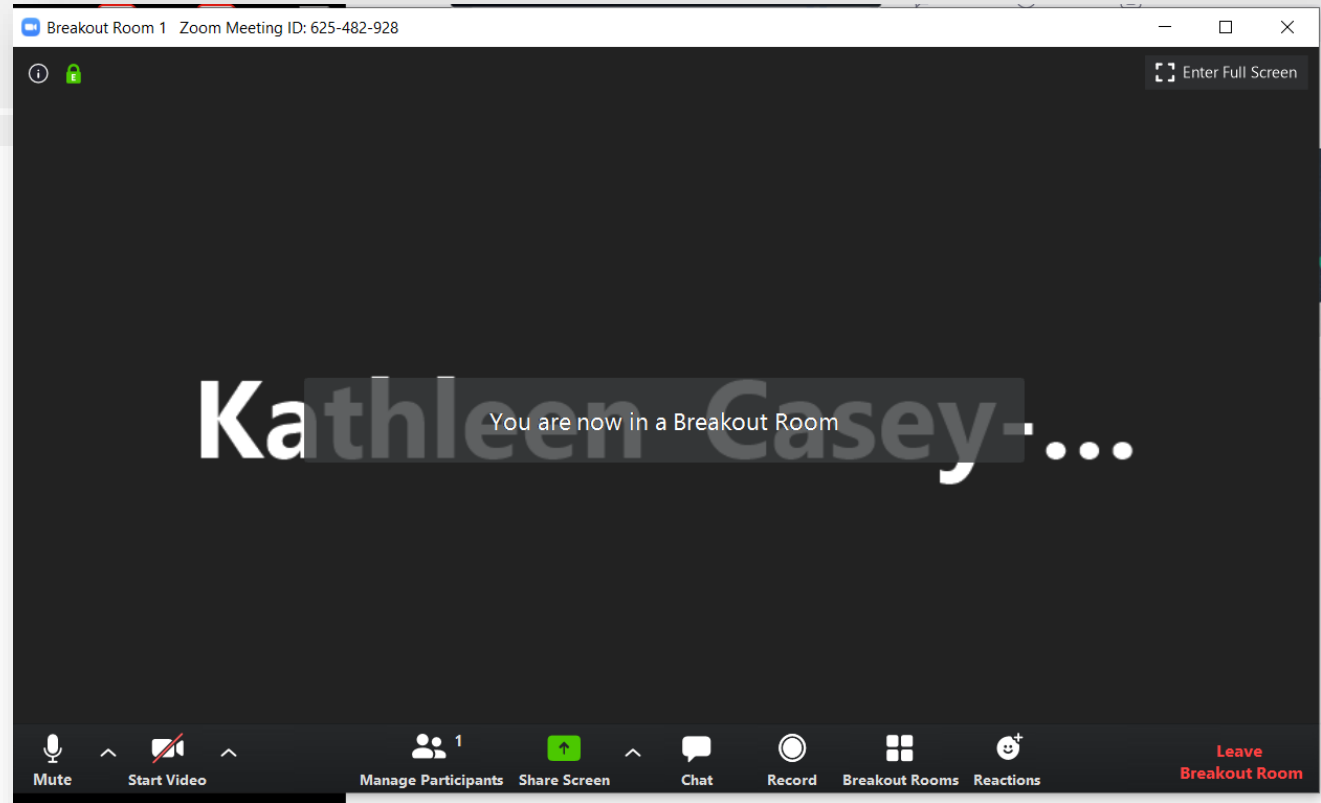 Breakout Room 1 Zoom Meeting ID: 625-482-928
E
Enter Full Screen
Kathleen Casey-...
You are now in a Breakout Room
1
Mute
Start Video
Manage Participants
Share Screen
Chat
Record
Breakout Rooms
Reactions
Leave
Breakout Room